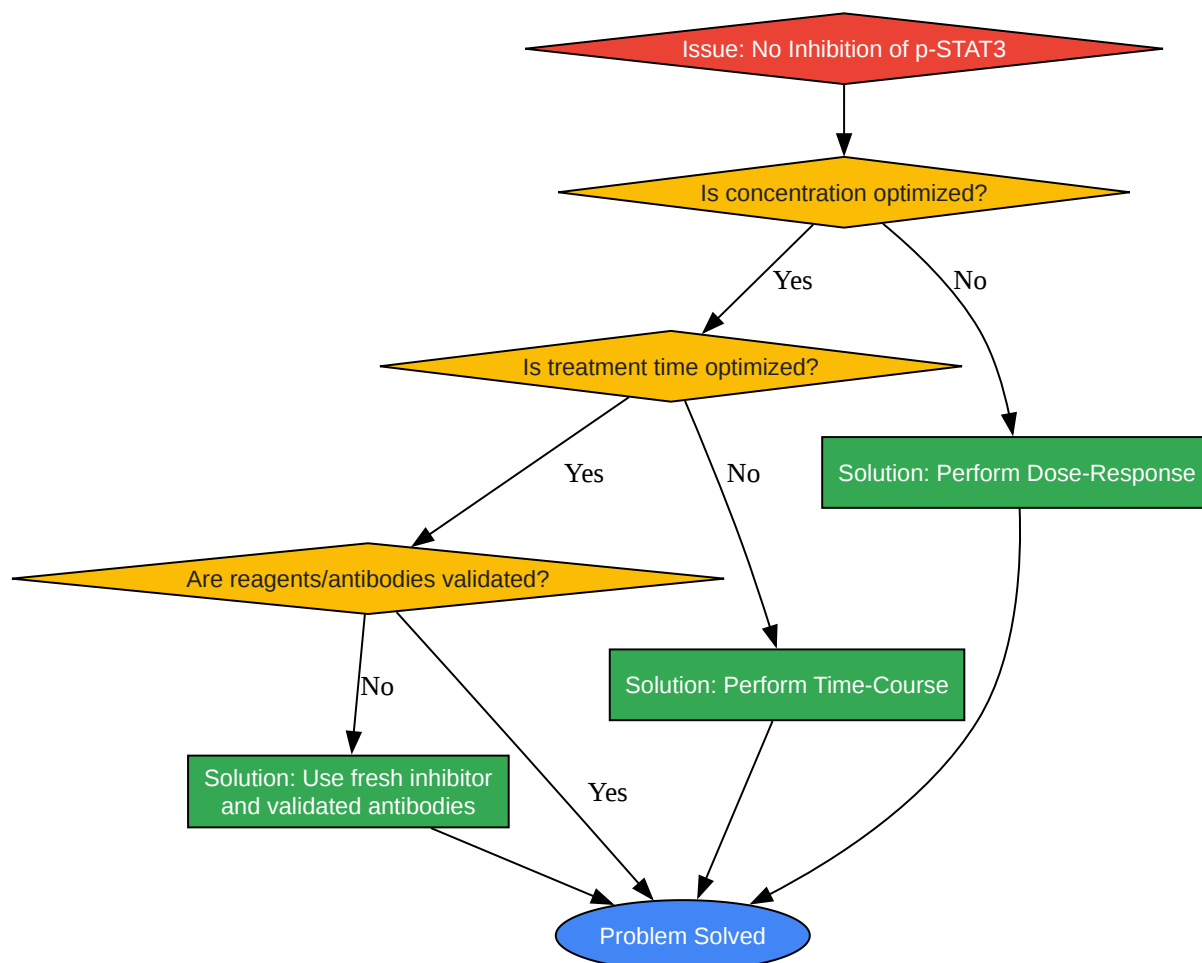 Issue: No Inhibition of p-STAT3
Is concentration optimized?
Yes
No
Is treatment time optimized?
Yes
No
Solution: Perform Dose-Response
Are reagents/antibodies validated?
No
Yes
Solution: Perform Time-Course
Solution: Use fresh inhibitor
and validated antibodies
Problem Solved